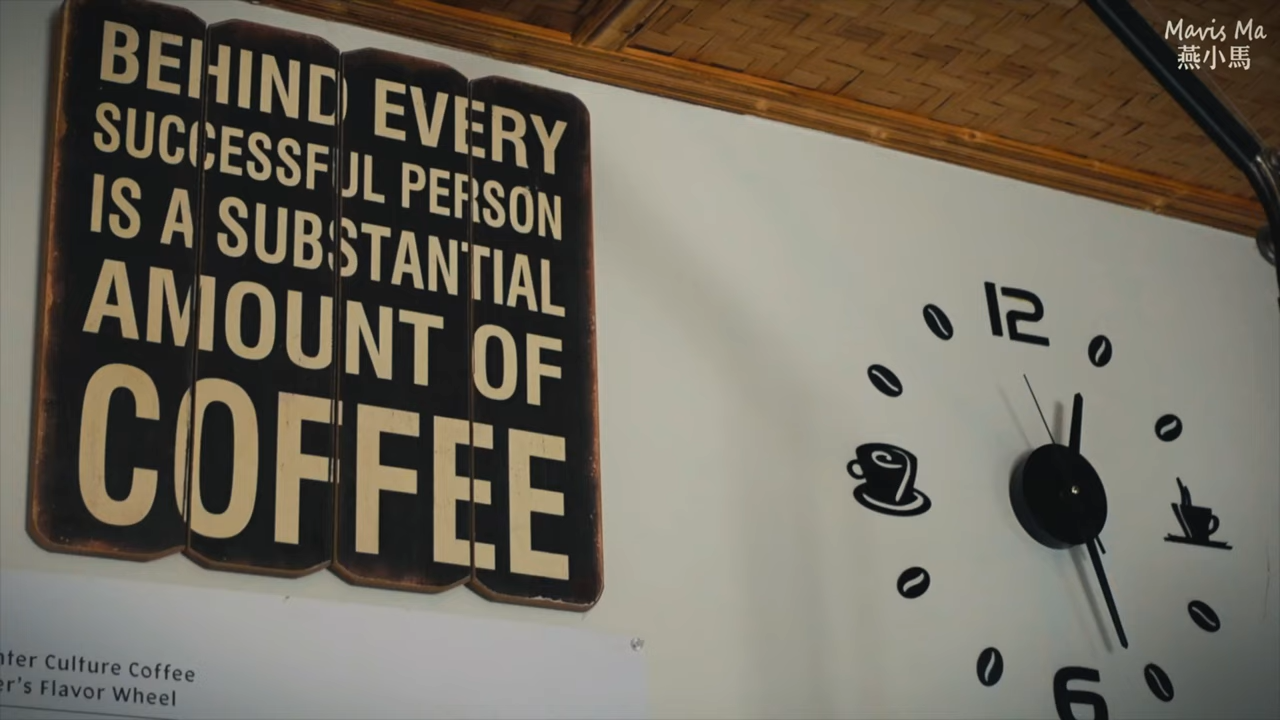 BEHIND EVERY
SUCCESSFUL PERSON
IS A SUBSTANTIAL
AMOUNT OF
COFFEE
Culture Coffee
Flavor Wheel
12
6
Mavis Ma
燕小馬